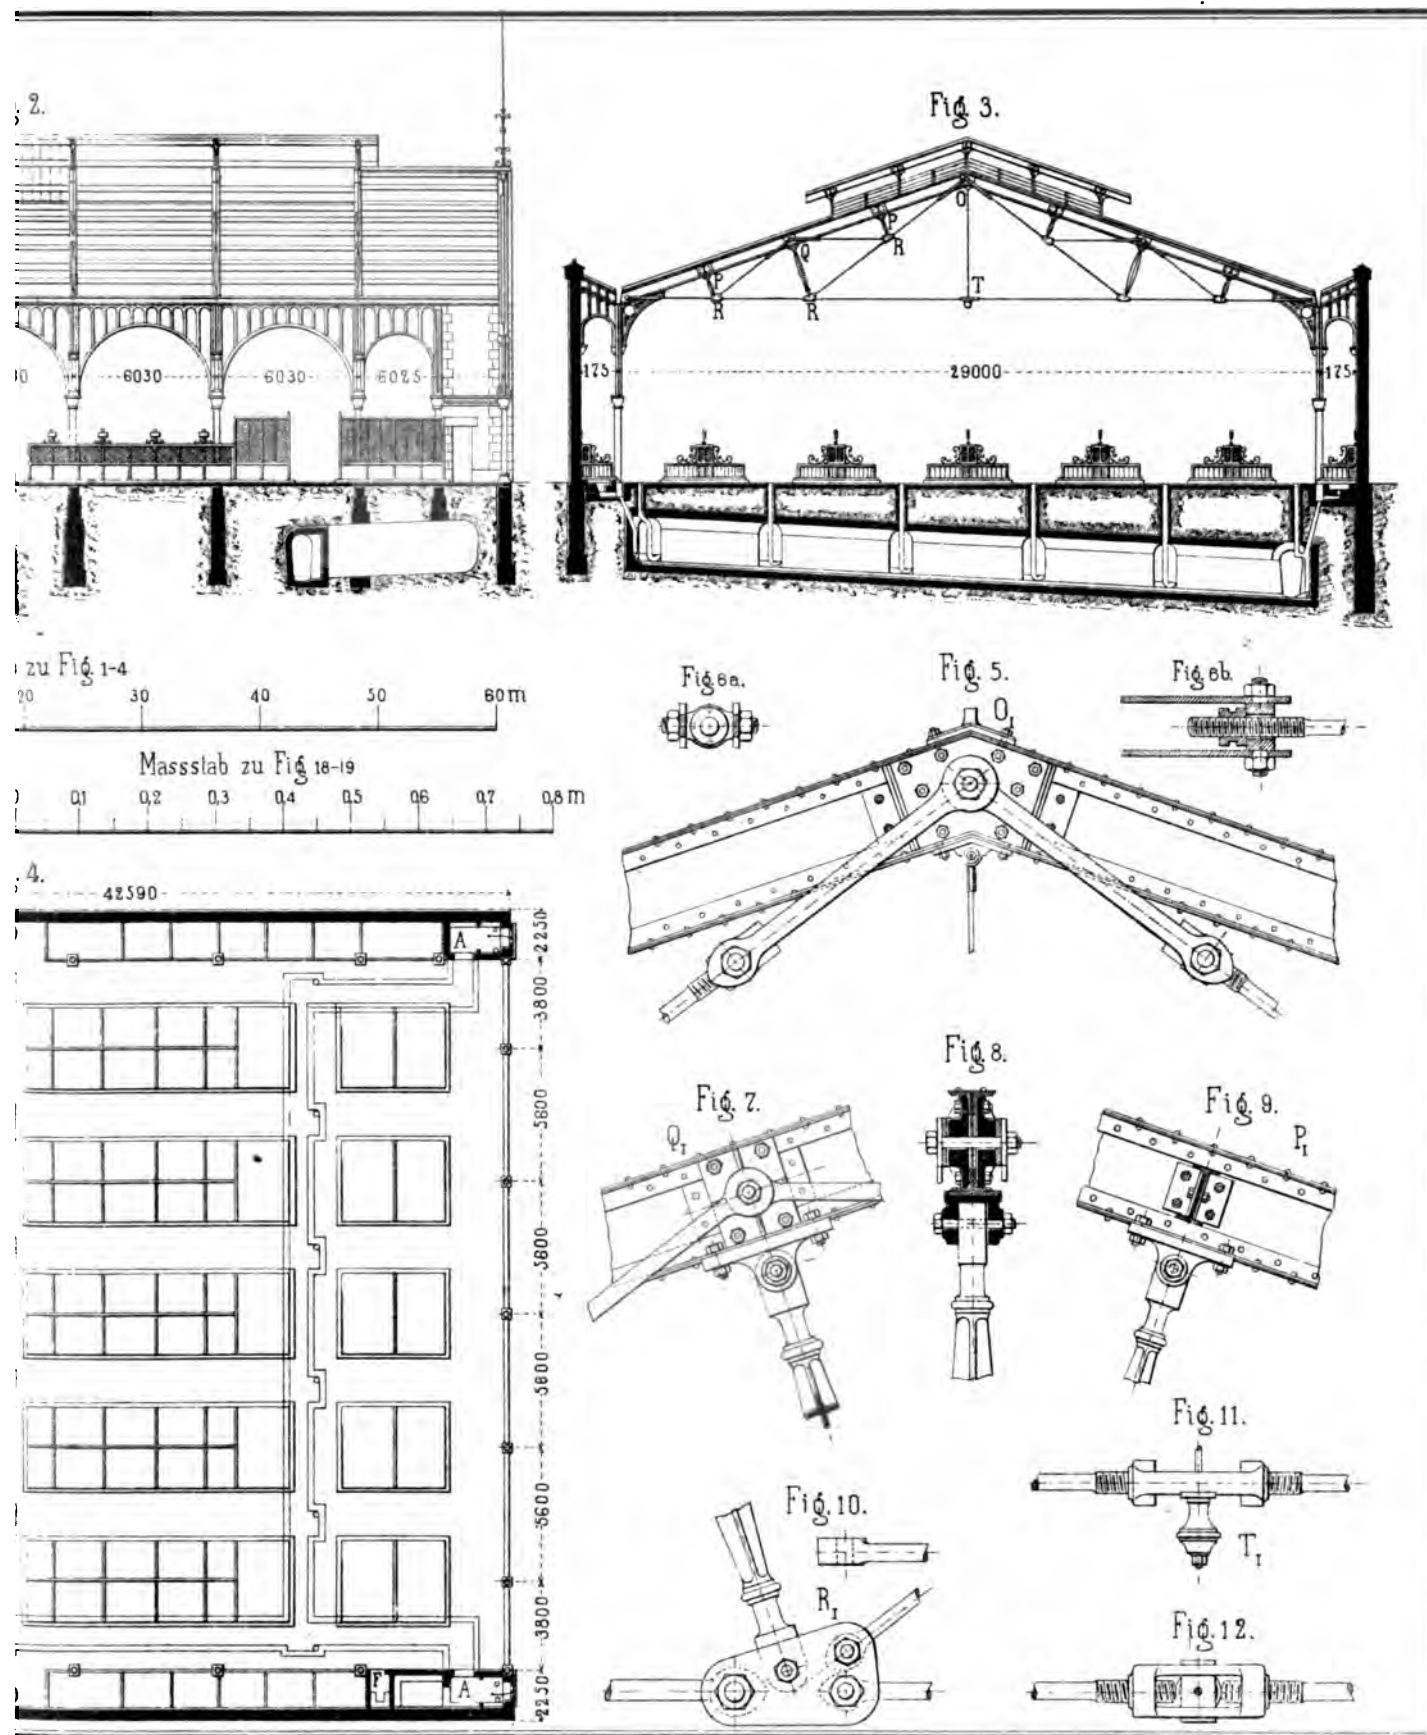 2.
Fig. 3.
O
P
Q
R
P
T
R
R
6030
6030
6025
175
29000
175
zu Fig. 1-4
20 30 40 50 60 m
Massstab zu Fig 18-19
0,1 0,2 0,3 0,4 0,5 0,6 0,7 0,8 m
Fig 6a.
Fig. 5.
Fig. 6b.
O₁
4.
42590
A
2250
3800
5800
5800
5800
5600
3800
2250
F
A
Fig. 7.
Q₁
Fig. 8.
Fig. 9.
P₁
Fig. 10.
R₁
Fig. 11.
T₁
Fig. 12.